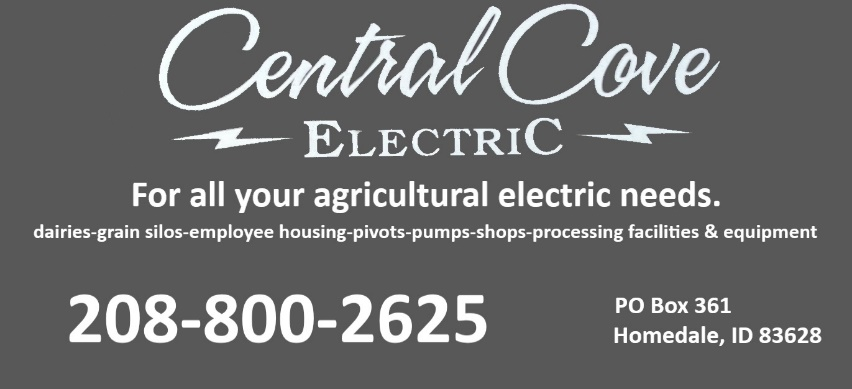 Central Cove
ELECTRIC
For all your agricultural electric needs.
dairies-grain silos-employee housing-pivots-pumps-shops-processing facilities & equipment
208-800-2625
PO Box 361
Homedale, ID 83628